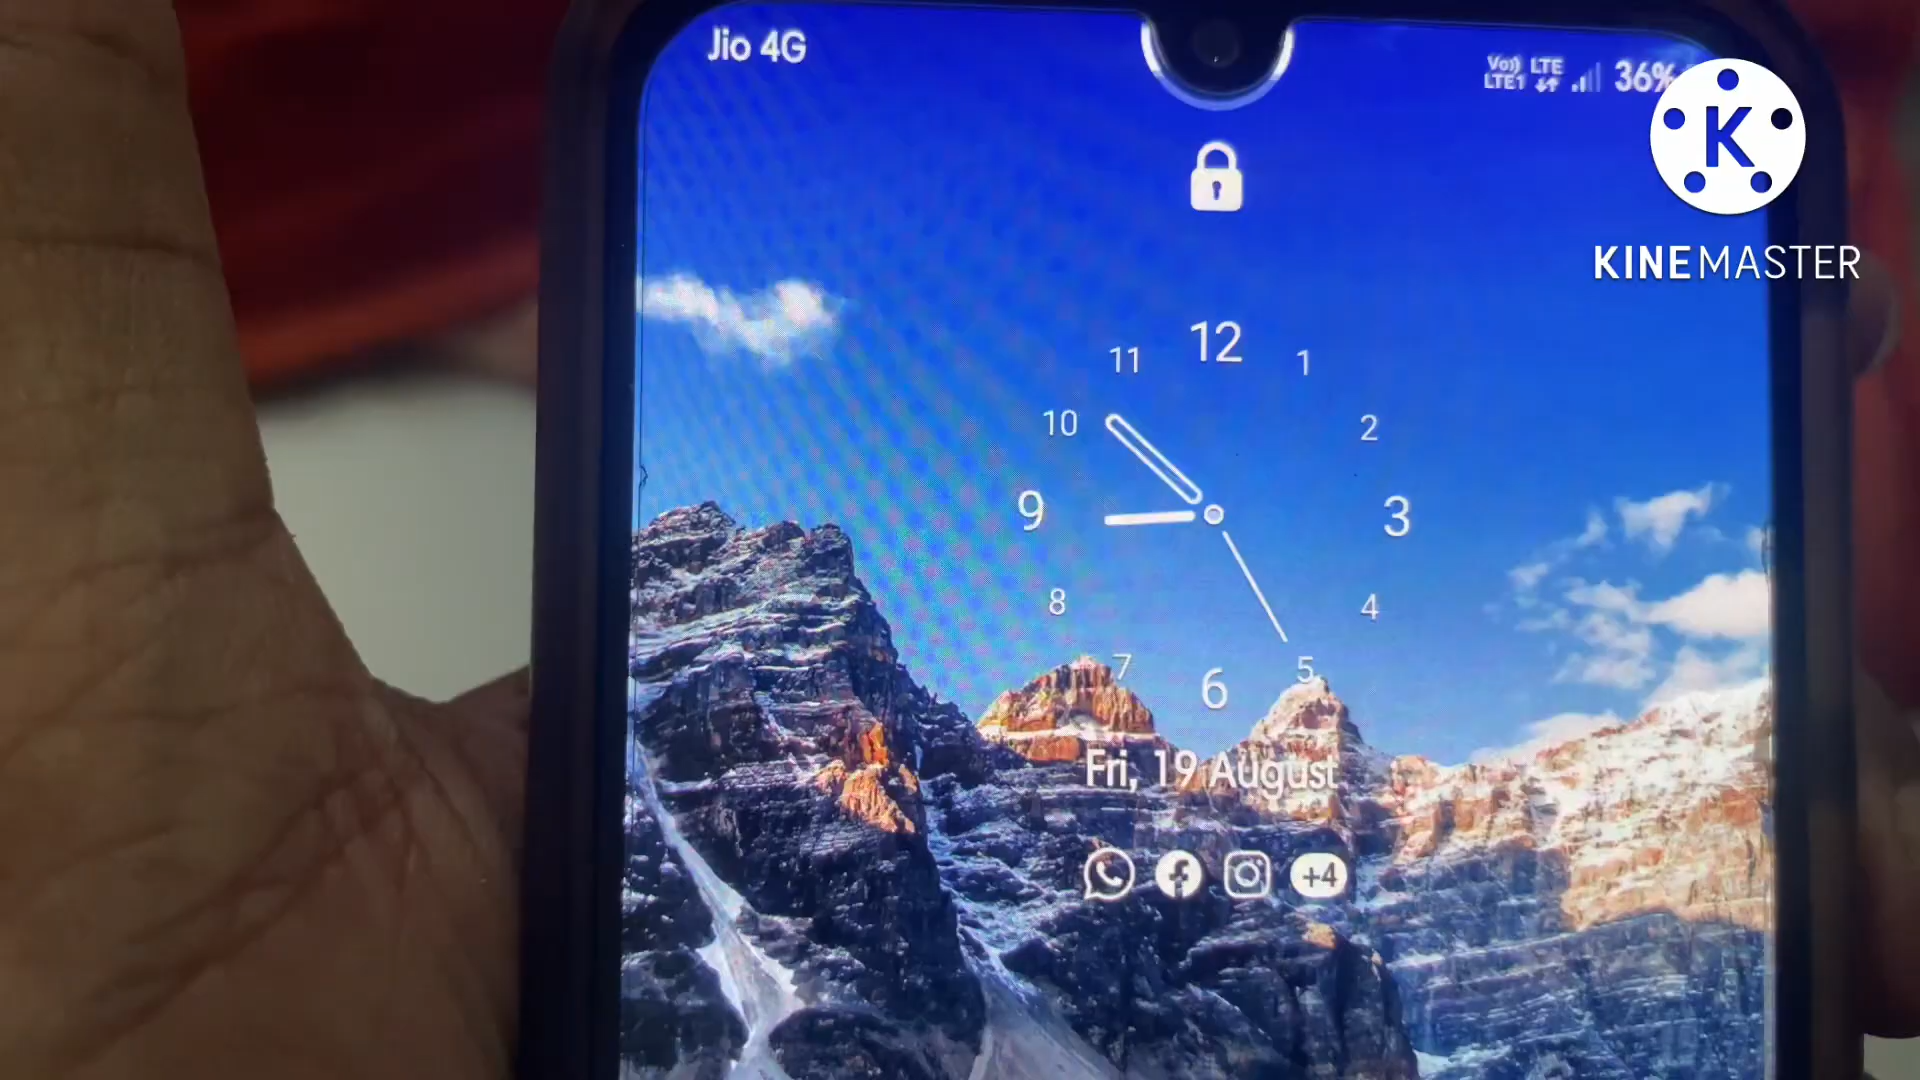 Jio 4G
Vo)) LTE
LTE1 36%
K
KINEMASTER
12
11 1
10 2
9 3
8 4
7 5
6
Fri, 19 August
+4